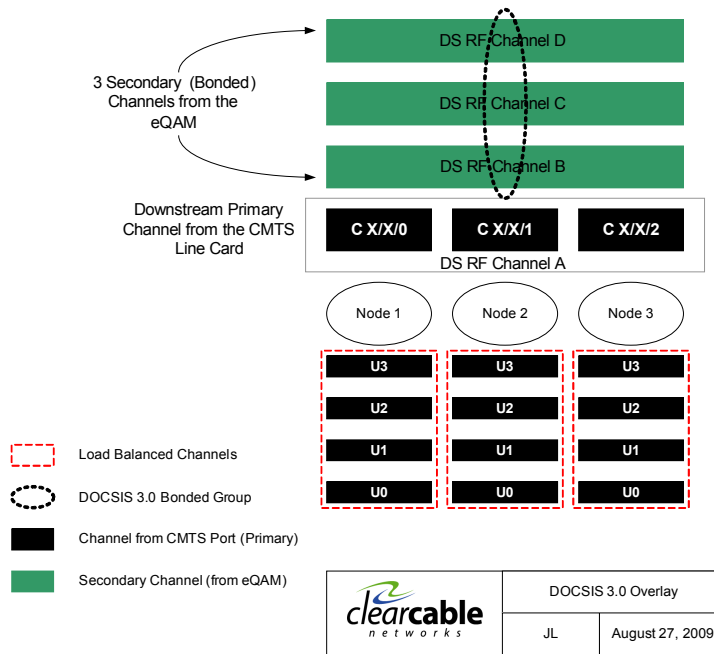 DS RF Channel D
3 Secondary (Bonded)
Channels from the
eQAM
DS RF Channel C
DS RF Channel B
Downstream Primary
Channel from the CMTS
Line Card
C X/X/0
C X/X/1
C X/X/2
DS RF Channel A
Node 1
Node 2
Node 3
U3
U3
U3
U2
U2
U2
U1
U1
U1
U0
U0
U0
Load Balanced Channels
DOCSIS 3.0 Bonded Group
Channel from CMTS Port (Primary)
Secondary Channel (from eQAM)
clearcable
networks
DOCSIS 3.0 Overlay
JL
August 27, 2009